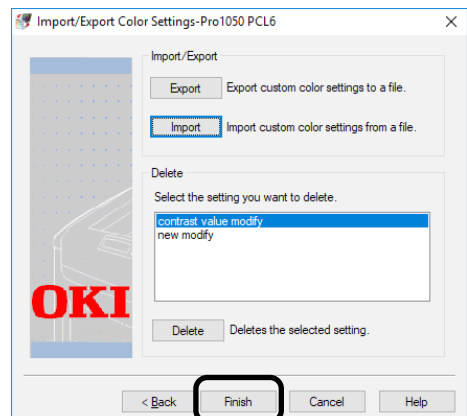 Import/Export Color Settings-Pro1050 PCL6
Import/Export
Export
Export custom color settings to a file.
Import
Import custom color settings from a file.
Delete
Select the setting you want to delete.
contrast value modify
new modify
OKI
Delete
Deletes the selected setting.
< Back
Finish
Cancel
Help